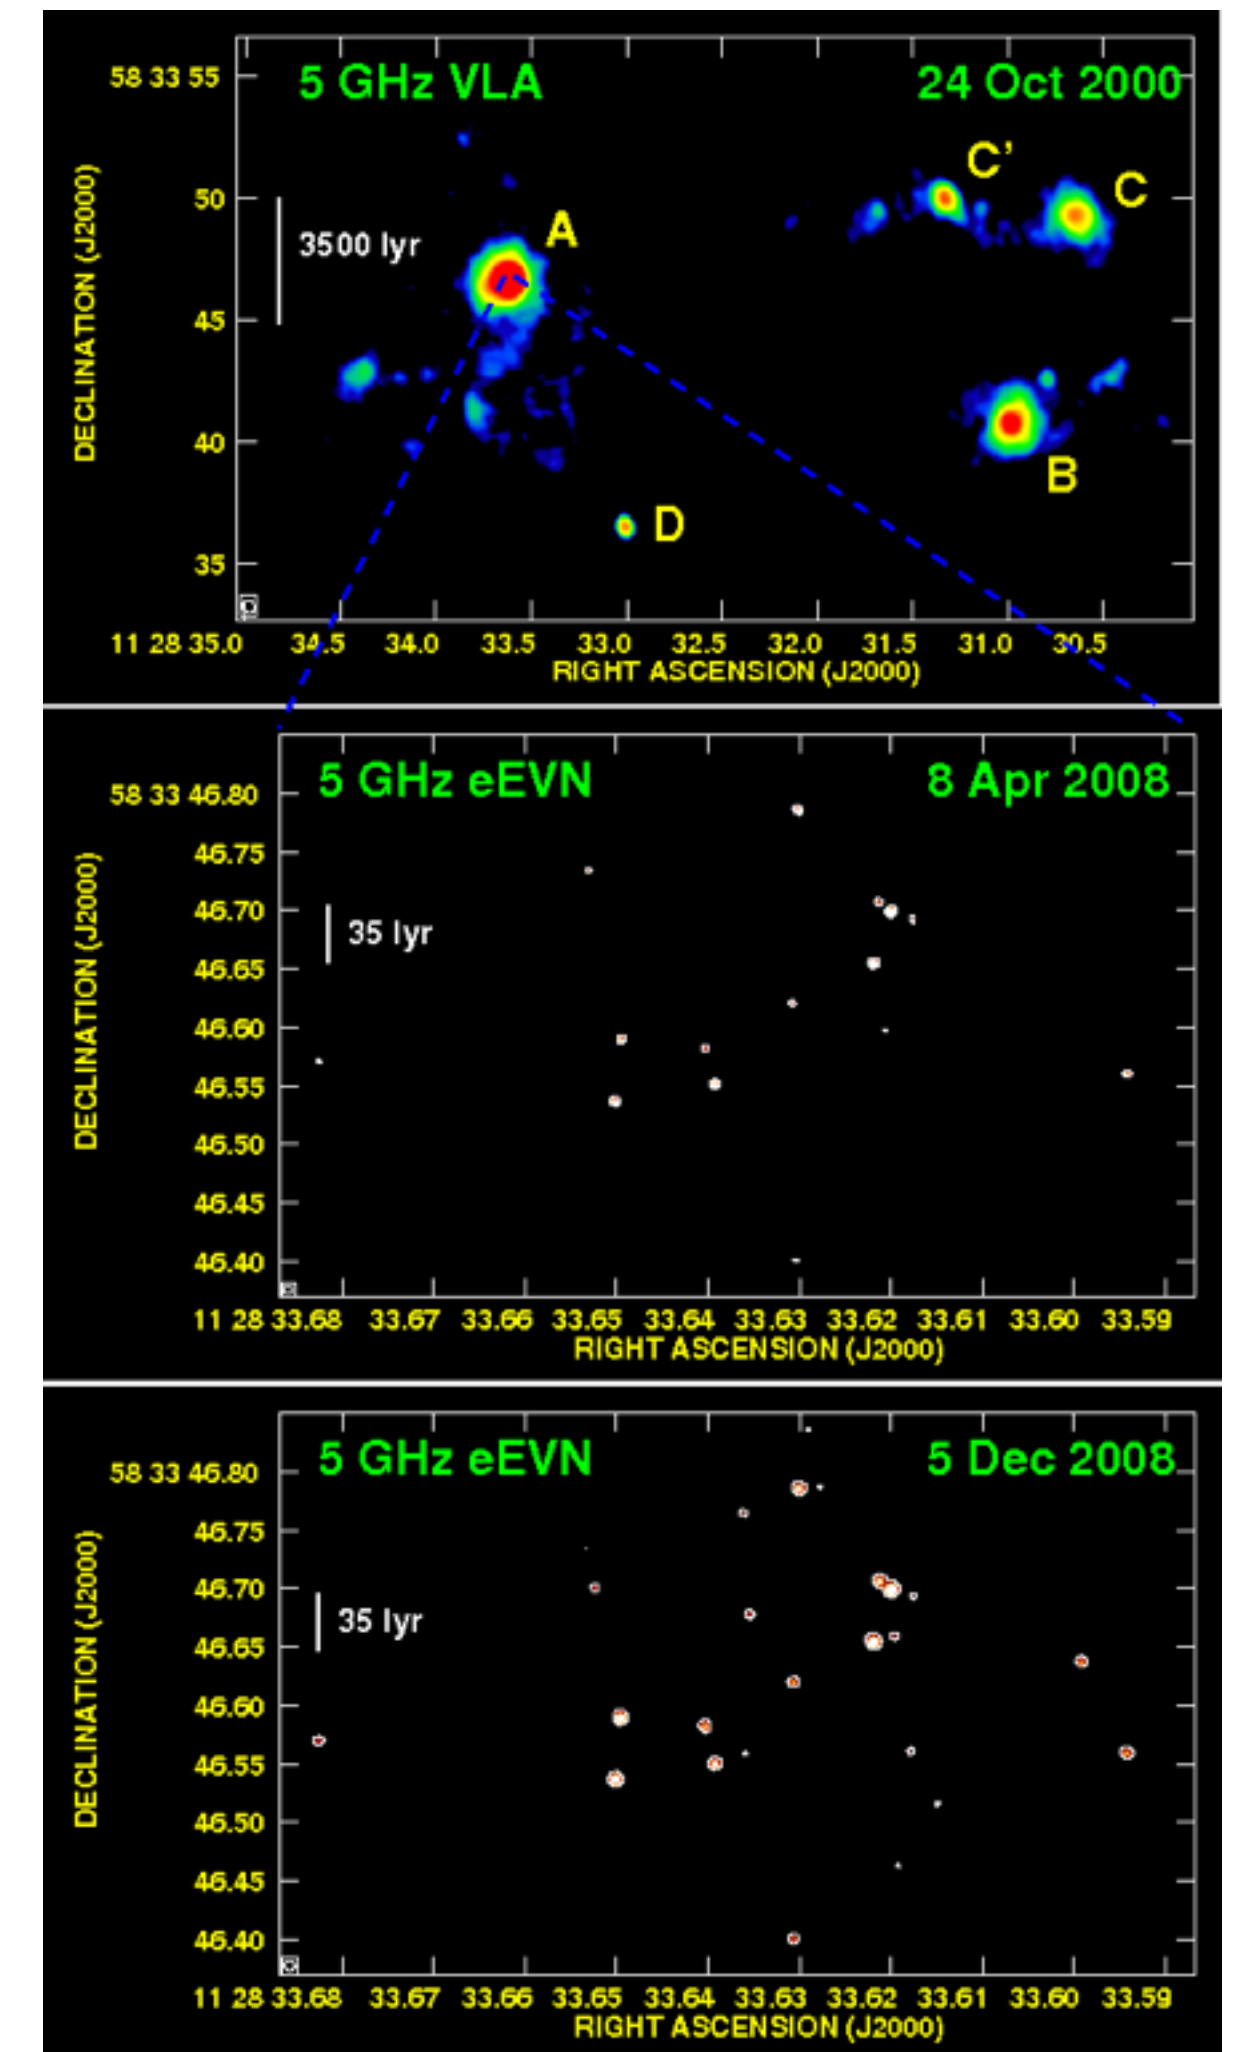 5 GHz VLA 24 Oct 2000
58 33 55
C'
C
50
A
3500 lyr
45
40
B
D
35
DECLINATION (J2000)
11 28 35.0 34.5 34.0 33.5 33.0 32.5 32.0 31.5 31.0 30.5
RIGHT ASCENSION (J2000)
5 GHz eEVN 8 Apr 2008
58 33 46.80
46.75
46.70
35 lyr
46.65
46.60
46.55
46.50
46.45
46.40
DECLINATION (J2000)
11 28 33.68 33.67 33.66 33.65 33.64 33.63 33.62 33.61 33.60 33.59
RIGHT ASCENSION (J2000)
5 GHz eEVN 5 Dec 2008
58 33 46.80
46.75
46.70
35 lyr
46.65
46.60
46.55
46.50
46.45
46.40
DECLINATION (J2000)
11 28 33.68 33.67 33.66 33.65 33.64 33.63 33.62 33.61 33.60 33.59
RIGHT ASCENSION (J2000)